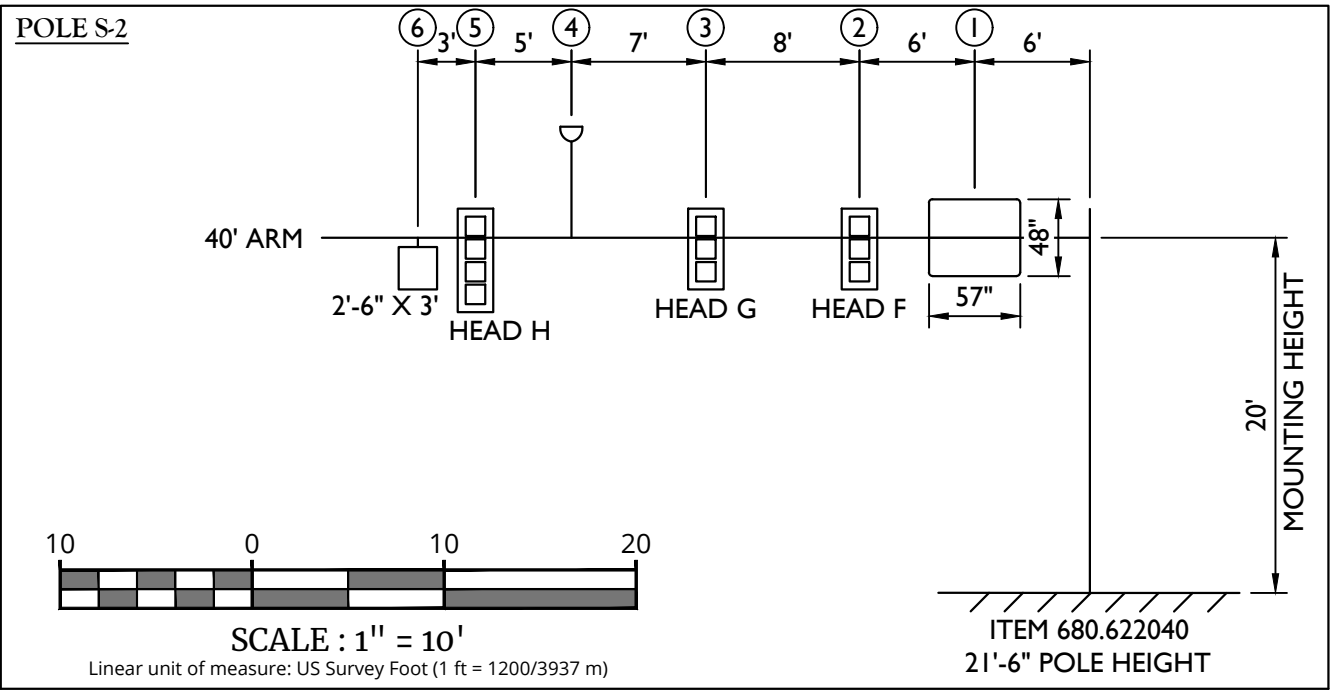 POLE S-2
6 3' 5 5' 4 7' 3 8' 2 6' 1 6'
40' ARM
48"
2'-6" X 3'
HEAD H
HEAD G
HEAD F
57"
20'
MOUNTING HEIGHT
10 0 10 20
SCALE : 1" = 10'
Linear unit of measure: US Survey Foot (1 ft = 1200/3937 m)
ITEM 680.622040
21'-6" POLE HEIGHT